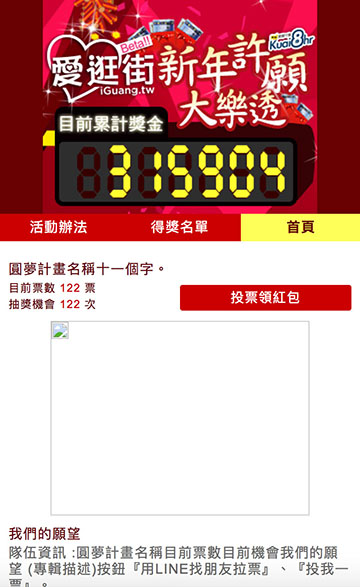 愛逛街
Beta!!
iGuang.tw
新年許願
大樂透
Kuai8hr
目前累計獎金
315904
活動辦法
得獎名單
首頁
圓夢計畫名稱十一個字。
目前票數 122 票
抽獎機會 122 次
投票領紅包
我們的願望
隊伍資訊 :圓夢計畫名稱目前票數目前機會我們的願
望 (專輯描述)按鈕『用LINE找朋友拉票』、『投我一
票』。